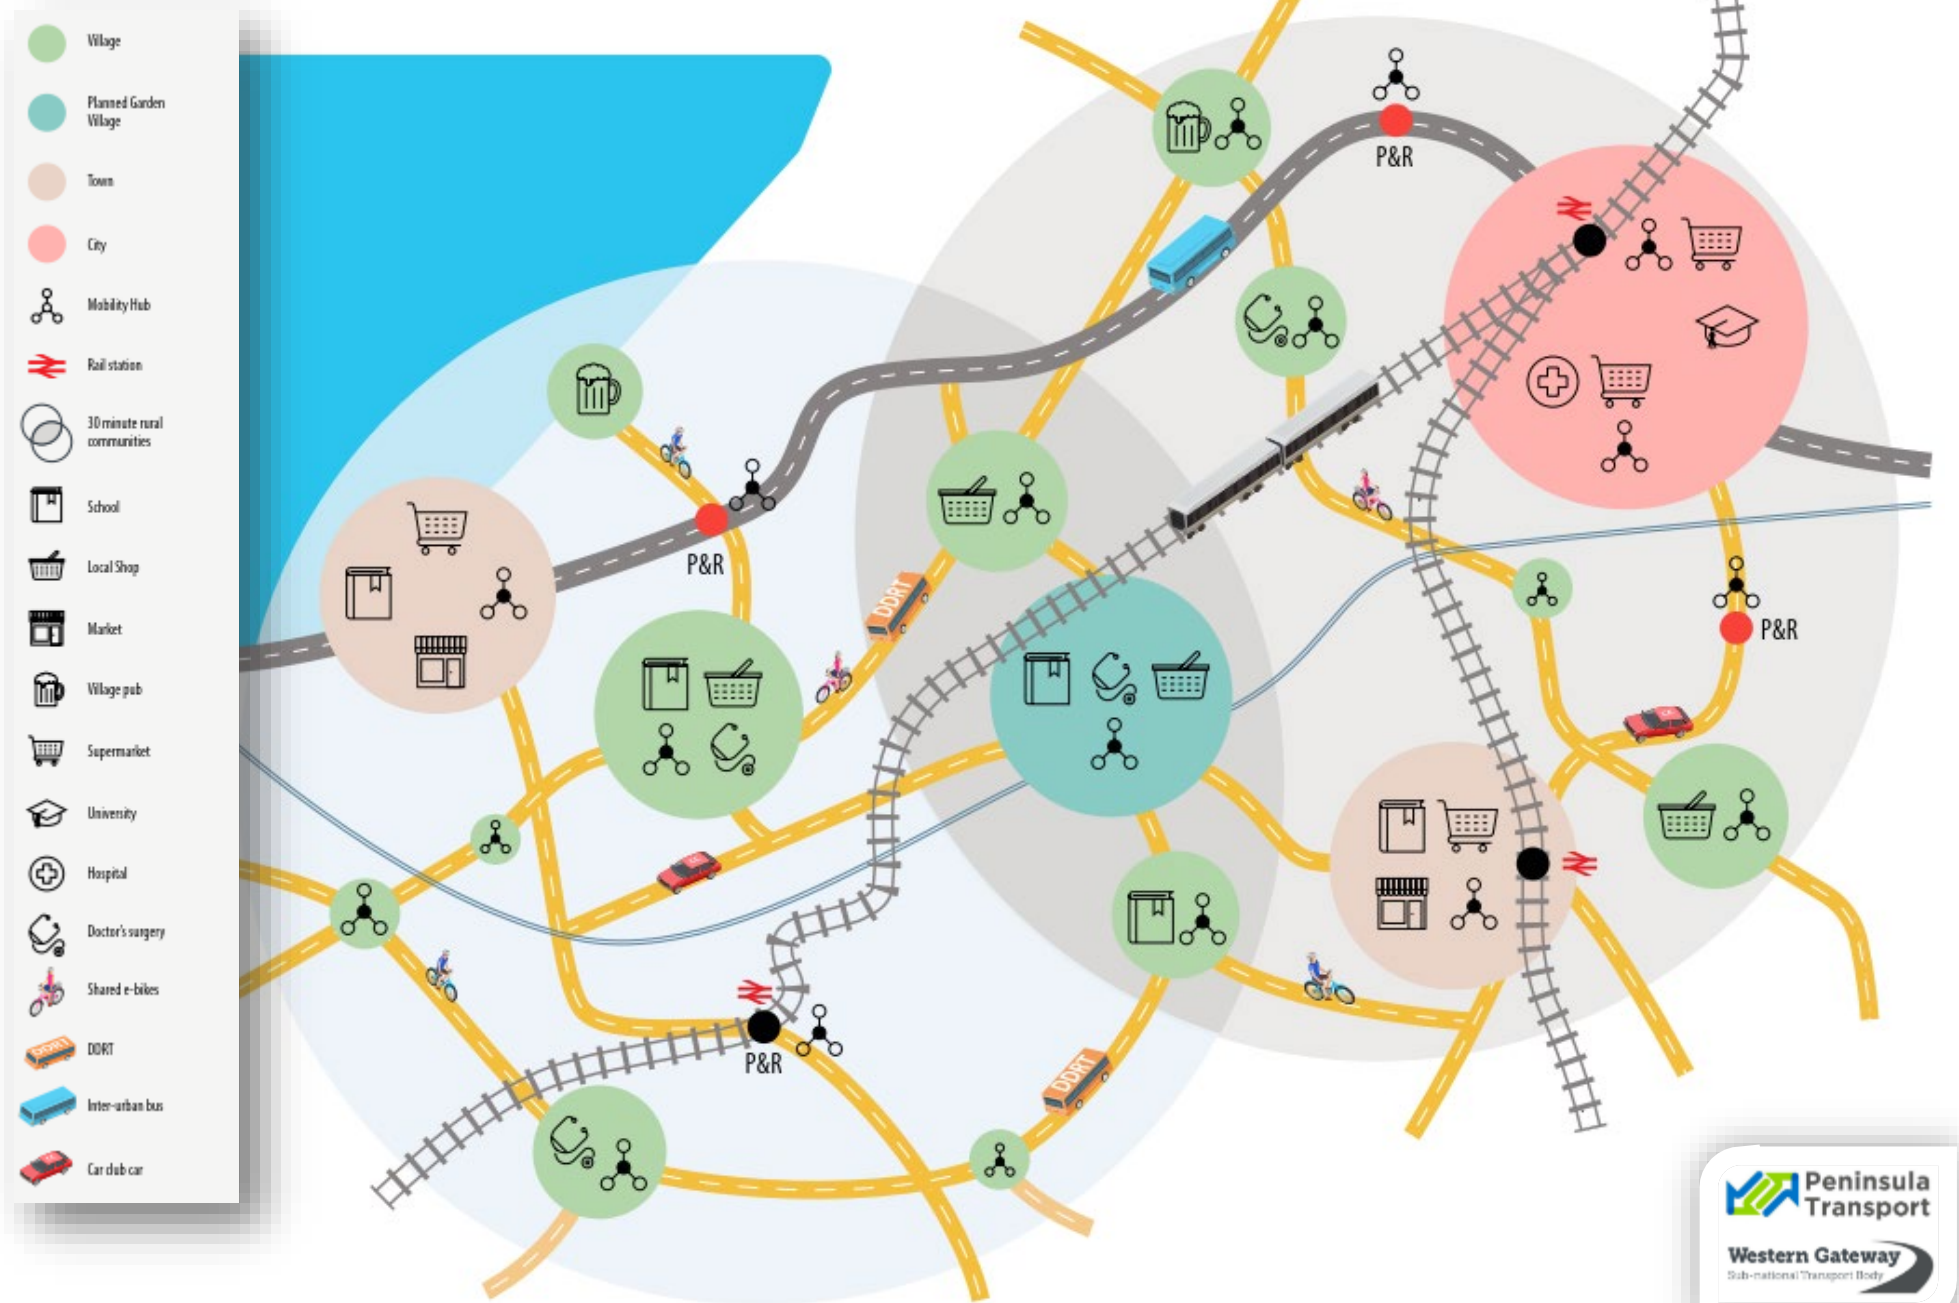 Village
Planned Garden
Village
Town
City
Mobility Hub
Rail station
30 minute rural
communities
School
Local Shop
Market
Village pub
Supermarket
University
Hospital
Doctor's surgery
Shared e-bikes
DDRT
DDRT
Inter-urban bus
Car club car
P&R
P&R
DDRT
P&R
P&R
DDRT
Peninsula
Transport
Western Gateway
Sub-national Transport Body